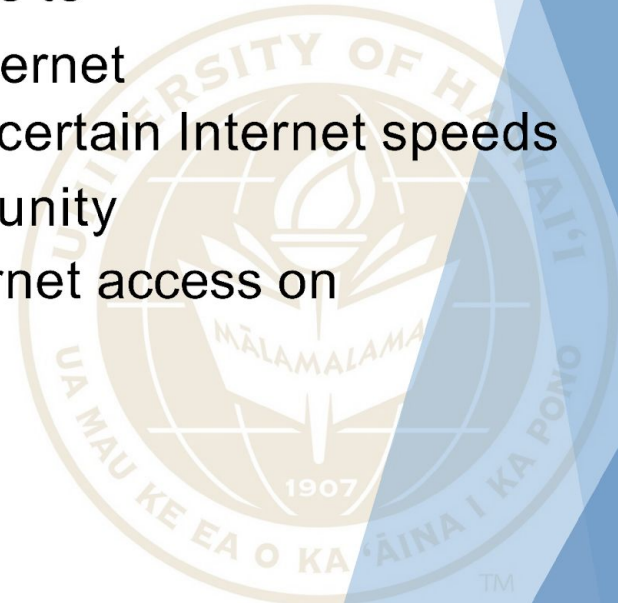 ernet
certain Internet speeds
unity
rnet access on
UNIVERSITY OF HAWAIʻI
MĀLAMALAMA
1907
UA MAU KE EA O KA ʻĀINA I KA PONO
TM